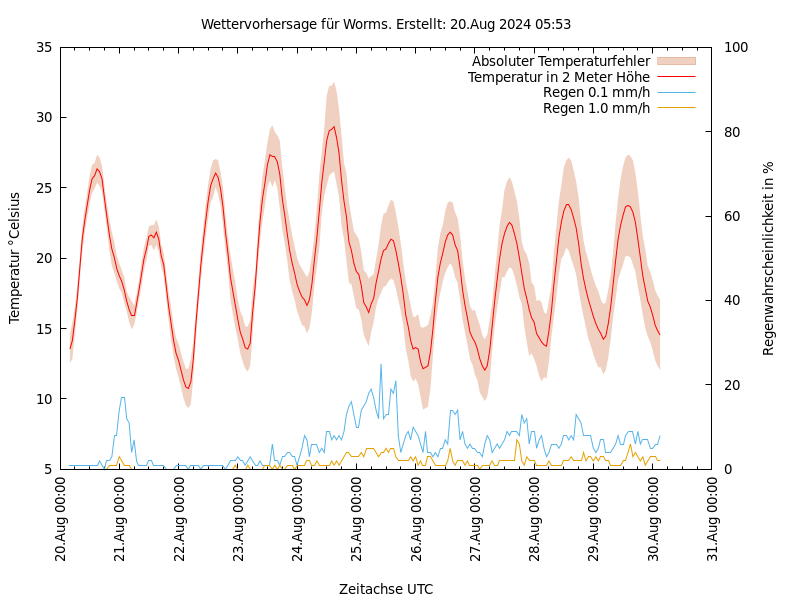 Wettervorhersage für Worms. Erstellt: 20.Aug 2024 05:53
Absoluter Temperaturfehler
Temperatur in 2 Meter Höhe
Regen 0.1 mm/h
Regen 1.0 mm/h
Temperatur °Celsius
35
30
25
20
15
10
5
Regenwahrscheinlichkeit in %
100
80
60
40
20
0
20.Aug 00:00
21.Aug 00:00
22.Aug 00:00
23.Aug 00:00
24.Aug 00:00
25.Aug 00:00
26.Aug 00:00
27.Aug 00:00
28.Aug 00:00
29.Aug 00:00
30.Aug 00:00
31.Aug 00:00
Zeitachse UTC